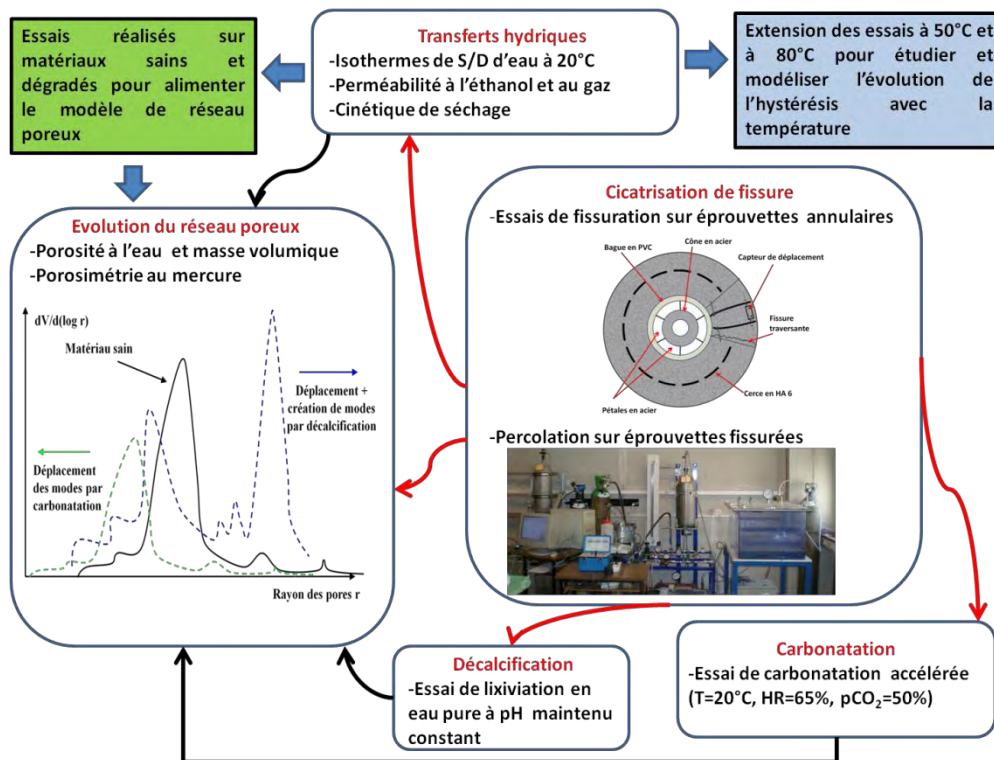 Essais réalisés sur
matériaux sains et
dégradés pour alimenter
le modèle de réseau
poreux
Transferts hydriques
-Isothermes de S/D d'eau à 20°C
-Perméabilité à l'éthanol et au gaz
-Cinétique de séchage
Extension des essais à 50°C et
à 80°C pour étudier et
modéliser l'évolution de
l'hystérésis avec la
température
Evolution du réseau poreux
-Porosité à l'eau et masse volumique
-Porosimétrie au mercure
dV/d(log r)
Matériau sain
Déplacement +
création de modes
par décalcification
Déplacement
des modes par
carbonatation
Rayon des pores r
Cicatrisation de fissure
-Essais de fissuration sur éprouvettes annulaires
Bague en PVC
Cône en acier
Capteur de déplacement
Fissure
traversante
Pétales en acier
Cerce en HA 6
-Percolation sur éprouvettes fissurées
Décalcification
-Essai de lixiviation en
eau pure à pH maintenu
constant
Carbonatation
-Essai de carbonatation accélérée
(T=20°C, HR=65%, pCO₂=50%)